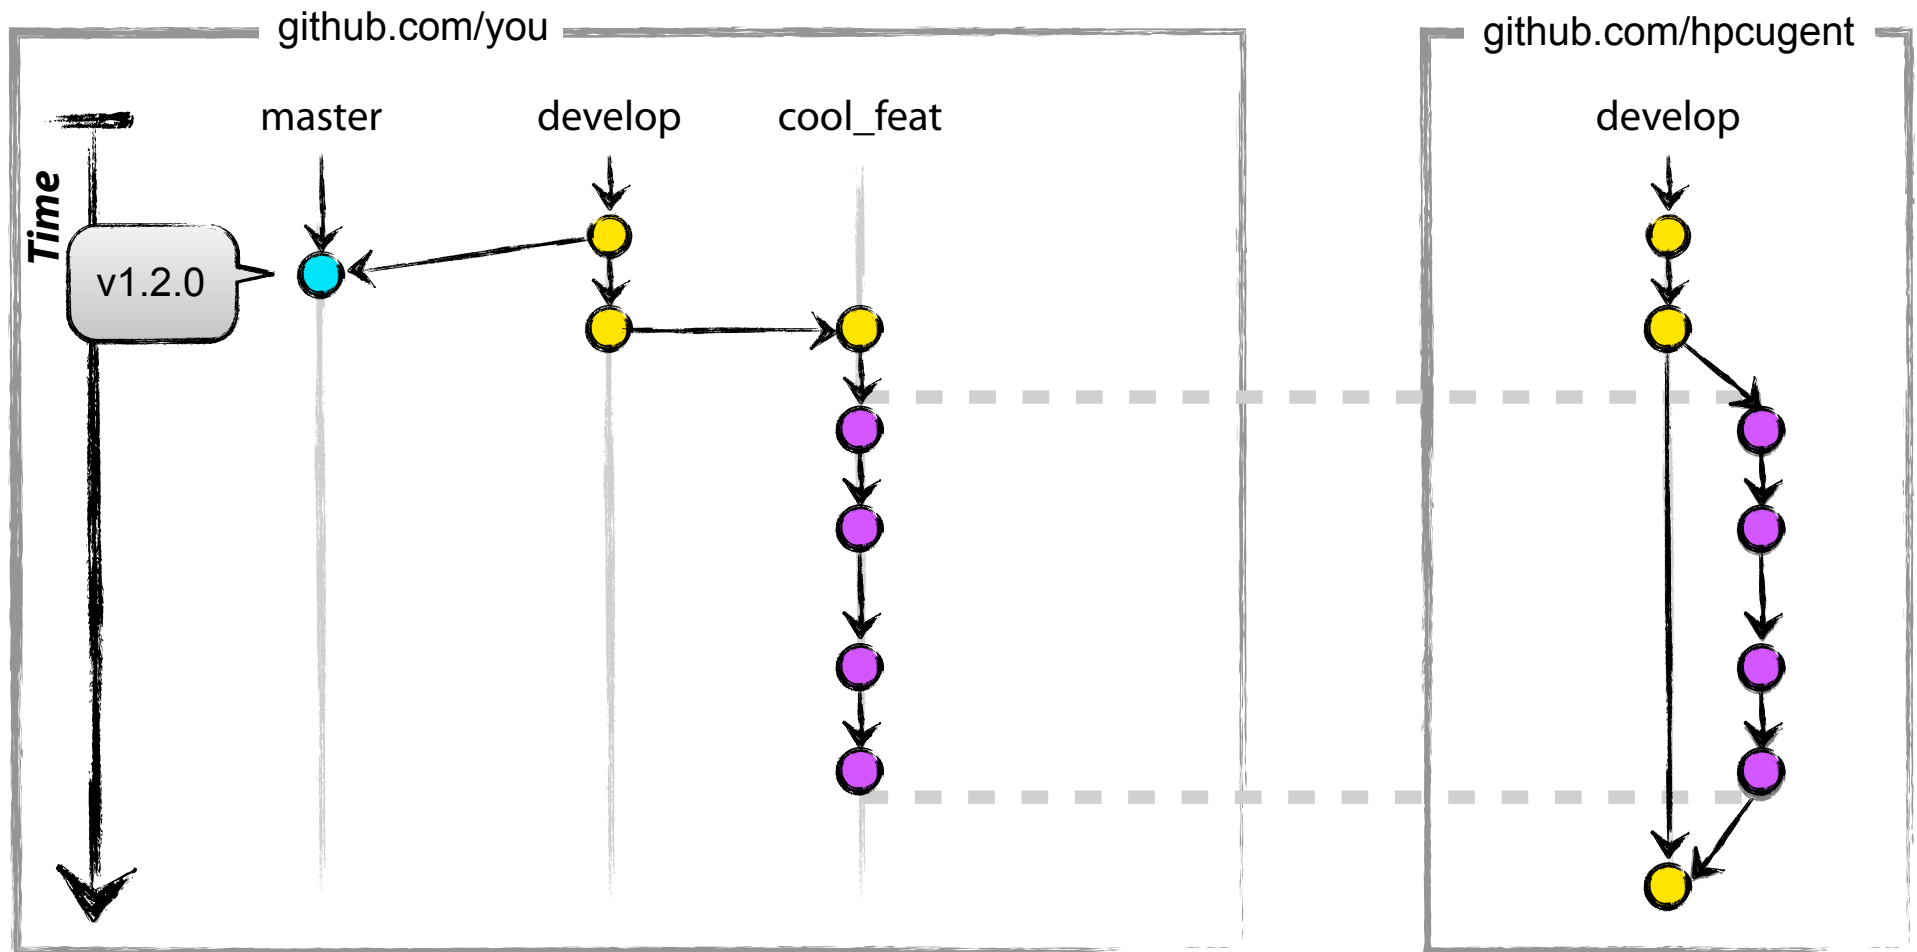 github.com/you
github.com/hpcugent
master
develop
cool_feat
develop
Time
v1.2.0